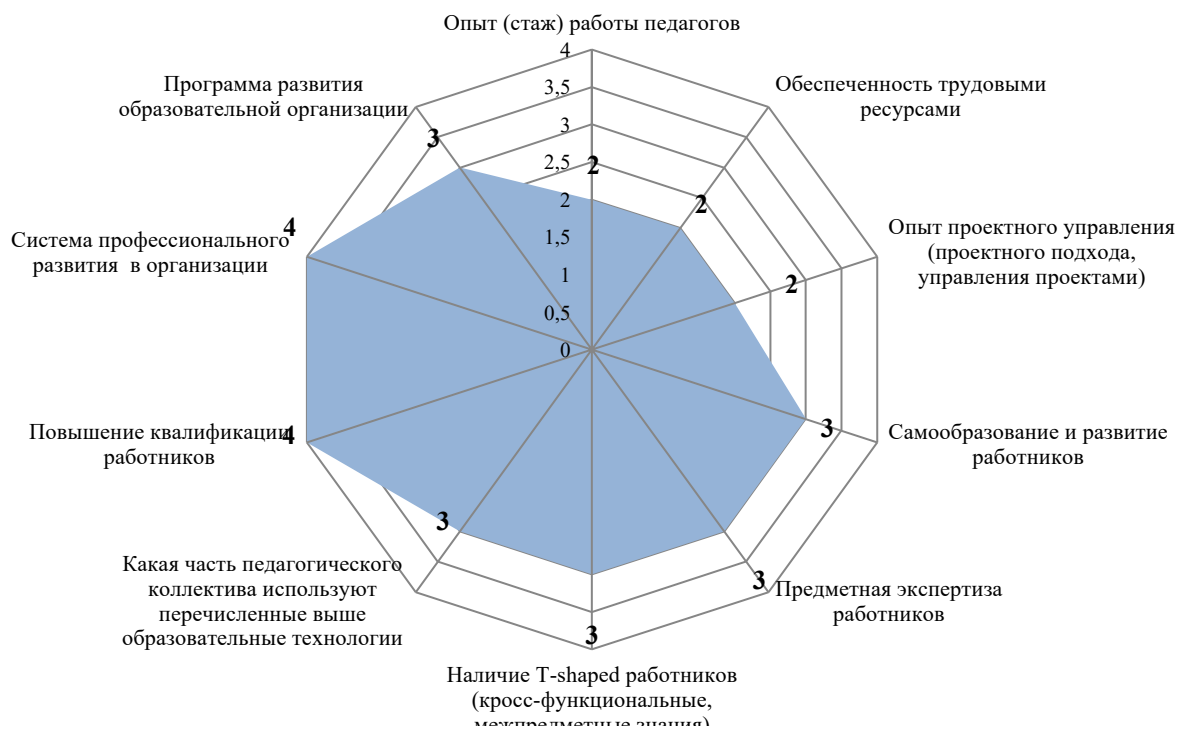 Опыт (стаж) работы педагогов
4
3,5
3
2,5
2
1,5
1
0,5
0
Обеспеченность трудовыми
ресурсами
Опыт проектного управления
(проектного подхода,
управления проектами)
Самообразование и развитие
работников
Предметная экспертиза
работников
Наличие T-shaped работников
(кросс-функциональные,
межпредметные знания)
Какая часть педагогического
коллектива используют
перечисленные выше
образовательные технологии
Повышение квалификации
работников
Система профессионального
развития в организации
Программа развития
образовательной организации
2
2
2
3
3
3
3
4
4
3